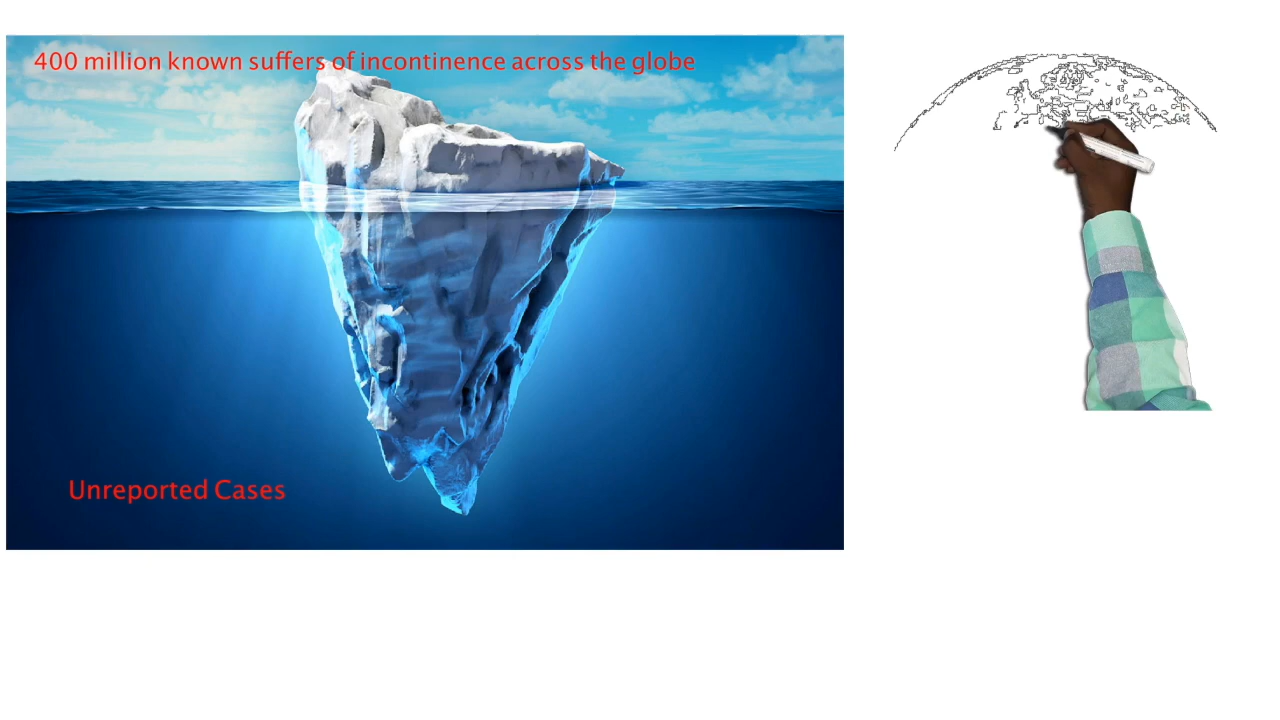 400 million known suffers of incontinence across the globe
Unreported Cases